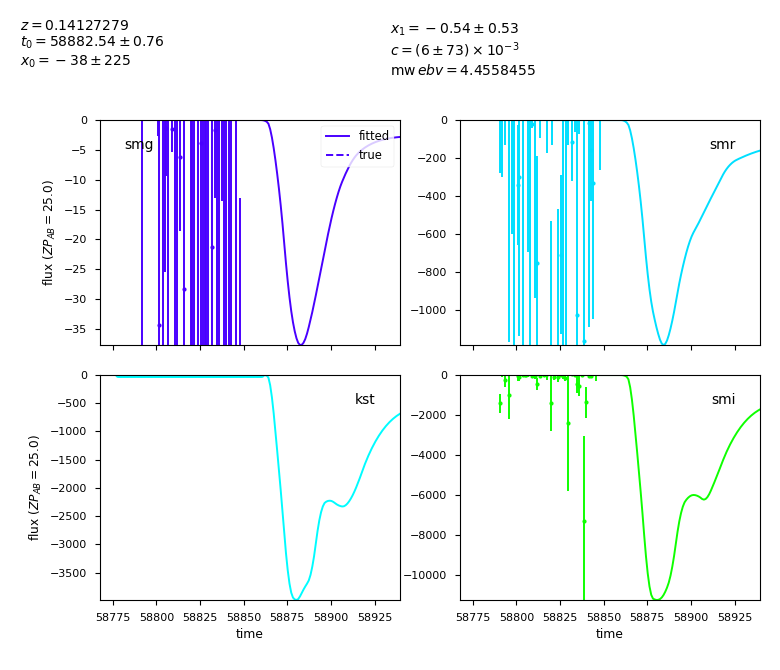 z = 0.14127279
t₀ = 58882.54 ± 0.76
x₀ = −38 ± 225
x₁ = −0.54 ± 0.53
c = (6 ± 73) × 10⁻³
mw ebv = 4.4558455
smg
fitted
true
0
−5
−10
−15
−20
−25
−30
−35
flux (ZP_AB = 25.0)
smr
0
−200
−400
−600
−800
−1000
kst
0
−500
−1000
−1500
−2000
−2500
−3000
−3500
flux (ZP_AB = 25.0)
58775 58800 58825 58850 58875 58900 58925
time
smi
0
−2000
−4000
−6000
−8000
−10000
58775 58800 58825 58850 58875 58900 58925
time